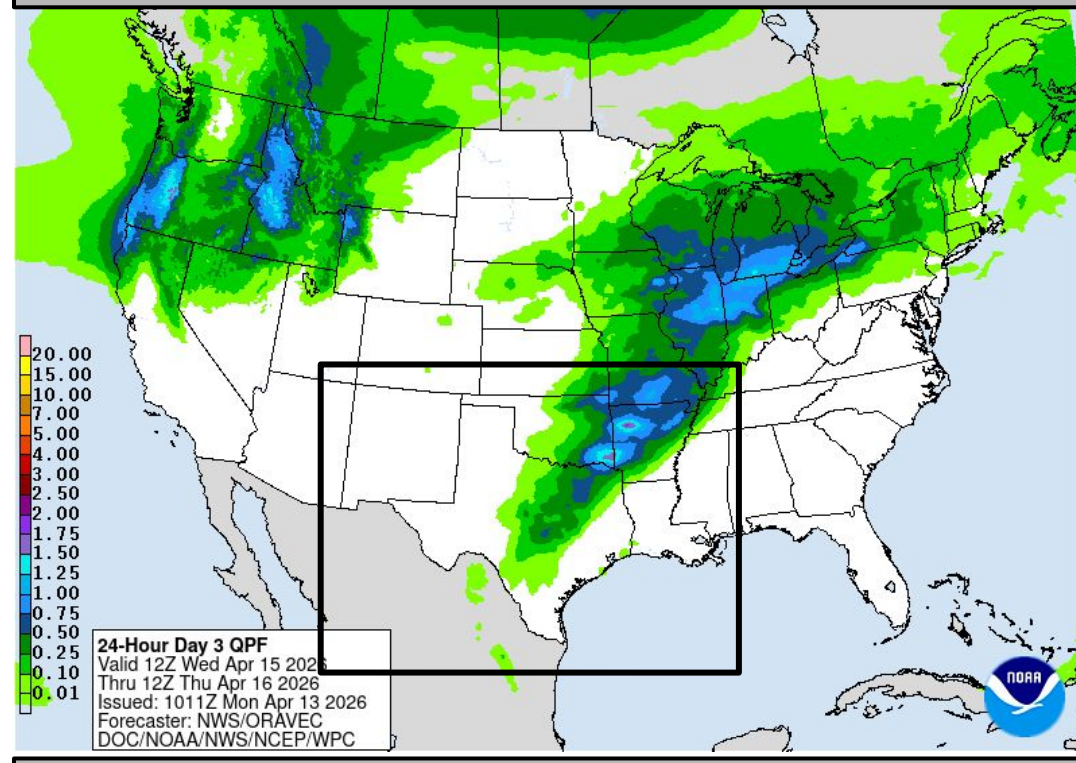 20.00
15.00
10.00
7.00
5.00
4.00
3.00
2.50
2.00
1.75
1.50
1.25
1.00
0.75
0.50
0.25
0.10
0.01
24-Hour Day 3 QPF
Valid 12Z Wed Apr 15 2026
Thru 12Z Thu Apr 16 2026
Issued: 1011Z Mon Apr 13 2026
Forecaster: NWS/ORAVEC
DOC/NOAA/NWS/NCEP/WPC
NOAA